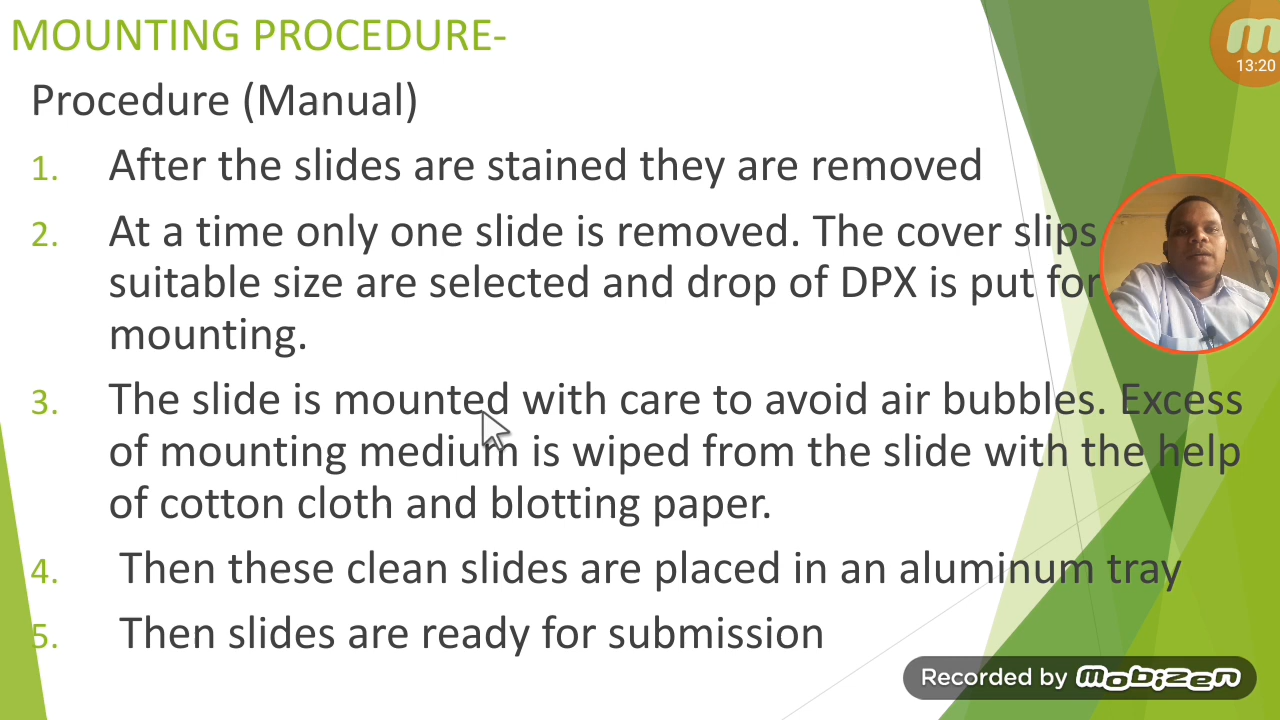 MOUNTING PROCEDURE-
Procedure (Manual)
1. After the slides are stained they are removed
2. At a time only one slide is removed. The cover slips
suitable size are selected and drop of DPX is put for
mounting.
3. The slide is mounted with care to avoid air bubbles. Excess
of mounting medium is wiped from the slide with the help
of cotton cloth and blotting paper.
4. Then these clean slides are placed in an aluminum tray
5. Then slides are ready for submission
m
13:20
Recorded by mobizen